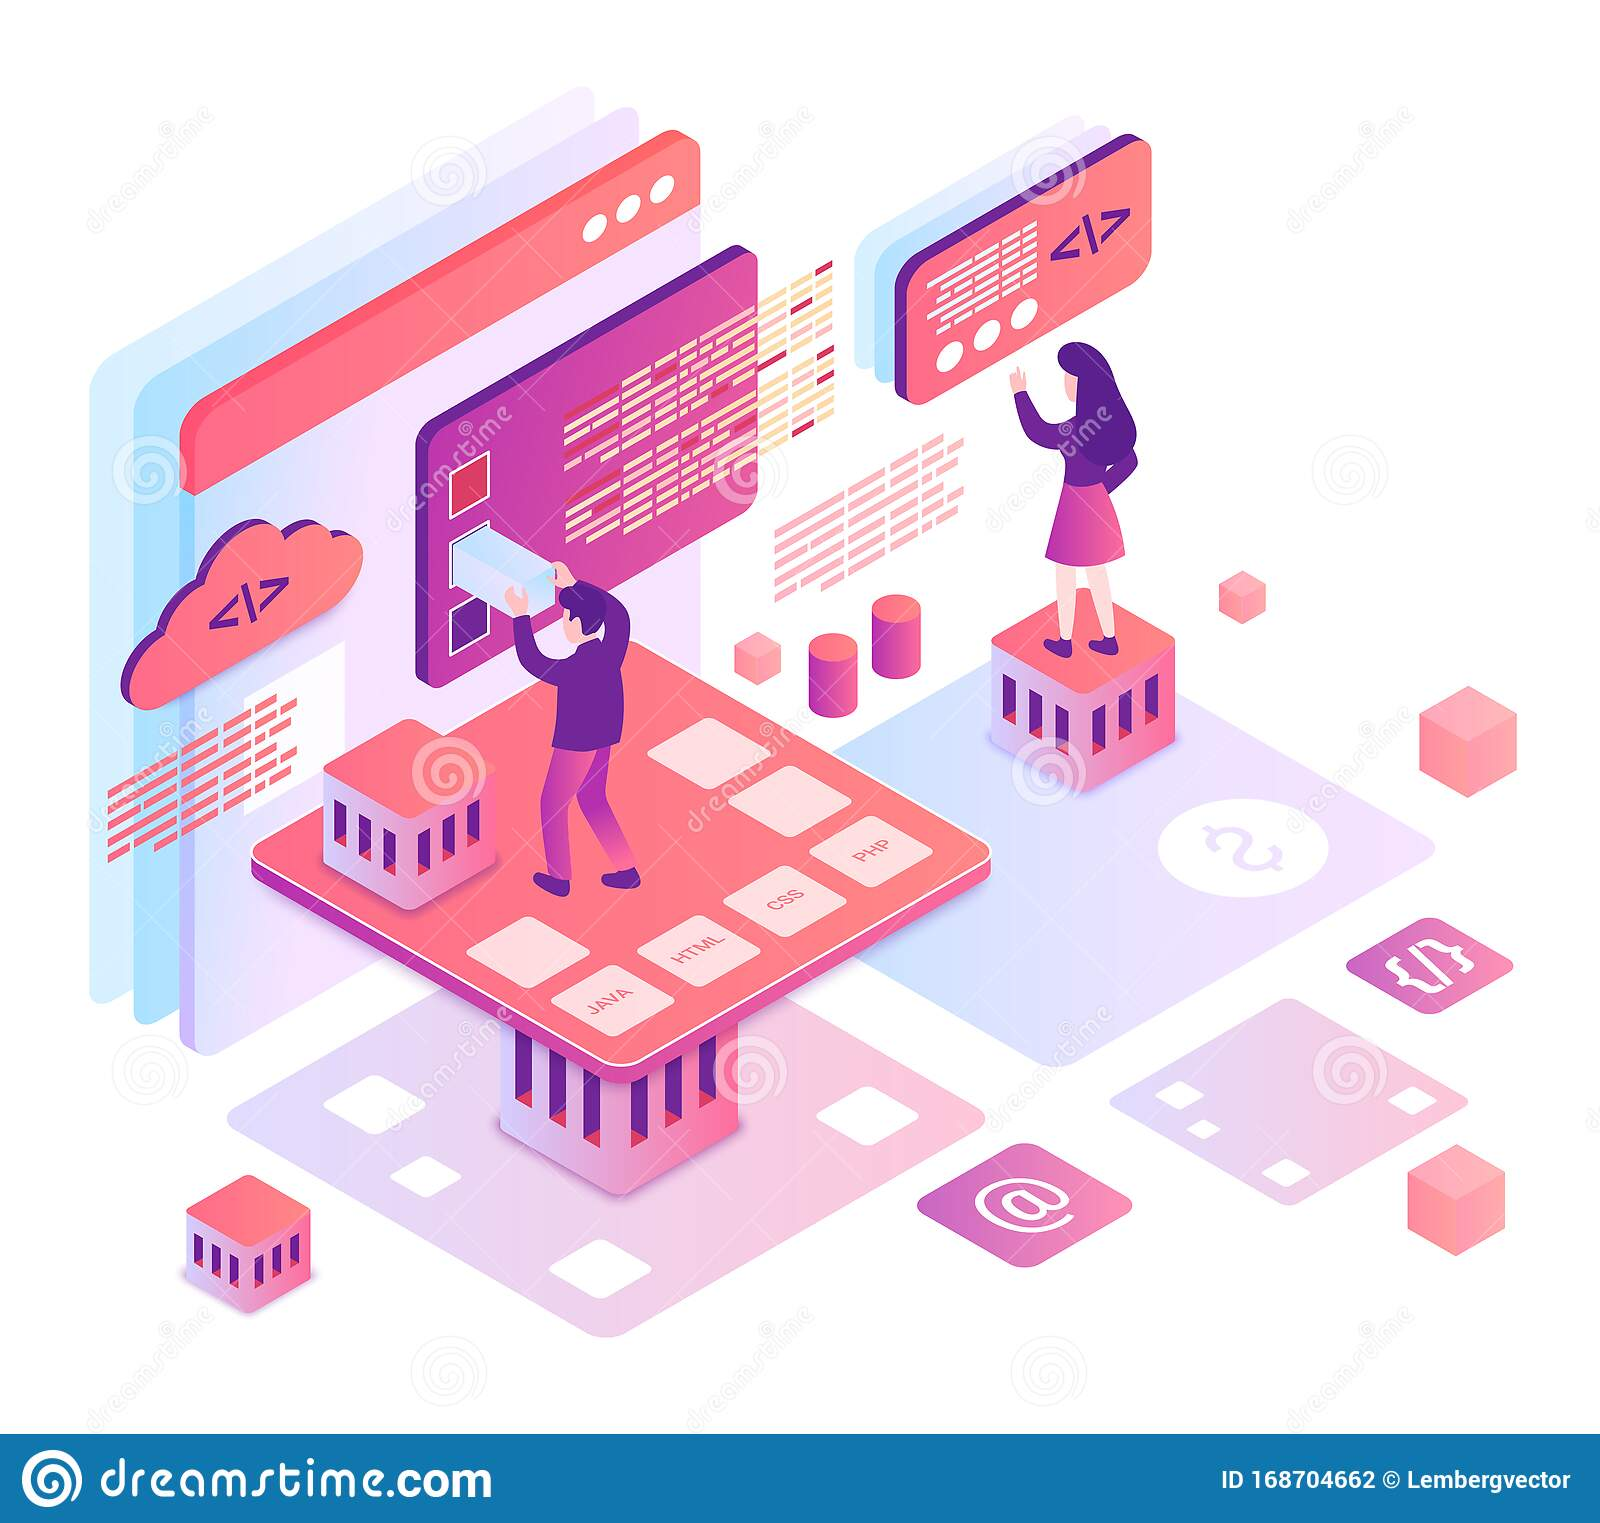 </>
</>
PHP
CSS
HTML
JAVA
{/}
@
dreamstime.com
ID 168704662 © Lembergvector